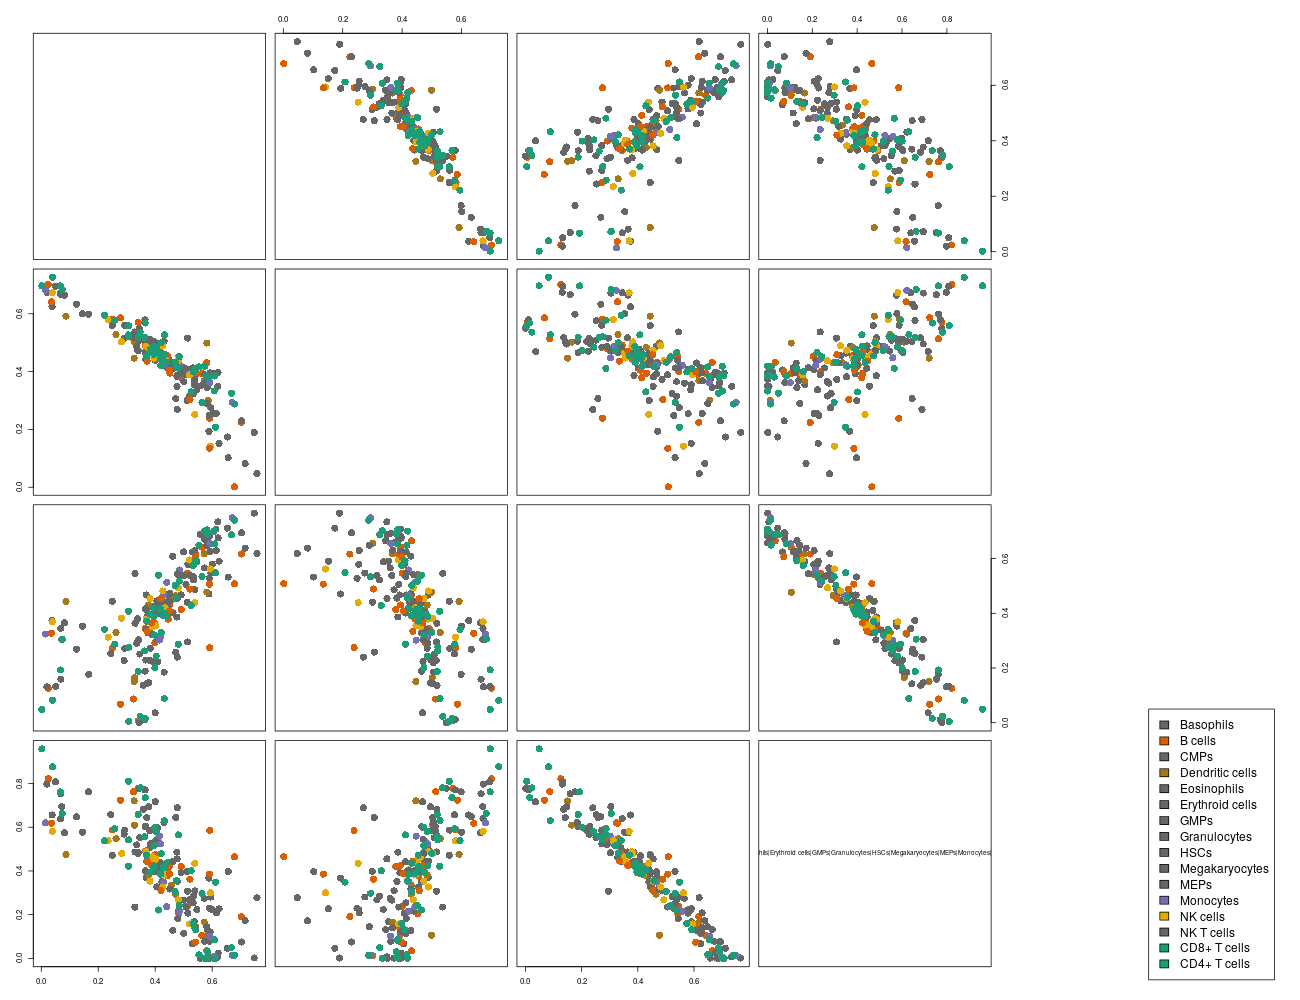 0.0 0.2 0.4 0.6
0.0 0.2 0.4 0.6 0.8
0.0 0.2 0.4 0.6
0.0 0.2 0.4 0.6
0.0 0.2 0.4 0.6
0.0 0.2 0.4 0.6 0.8
hils|Erythroid cells|GMPs|Granulocytes|HSCs|Megakaryocytes|MEPs|Monocytes|
0.0 0.2 0.4 0.6
0.0 0.2 0.4 0.6
Basophils
B cells
CMPs
Dendritic cells
Eosinophils
Erythroid cells
GMPs
Granulocytes
HSCs
Megakaryocytes
MEPs
Monocytes
NK cells
NK T cells
CD8+ T cells
CD4+ T cells